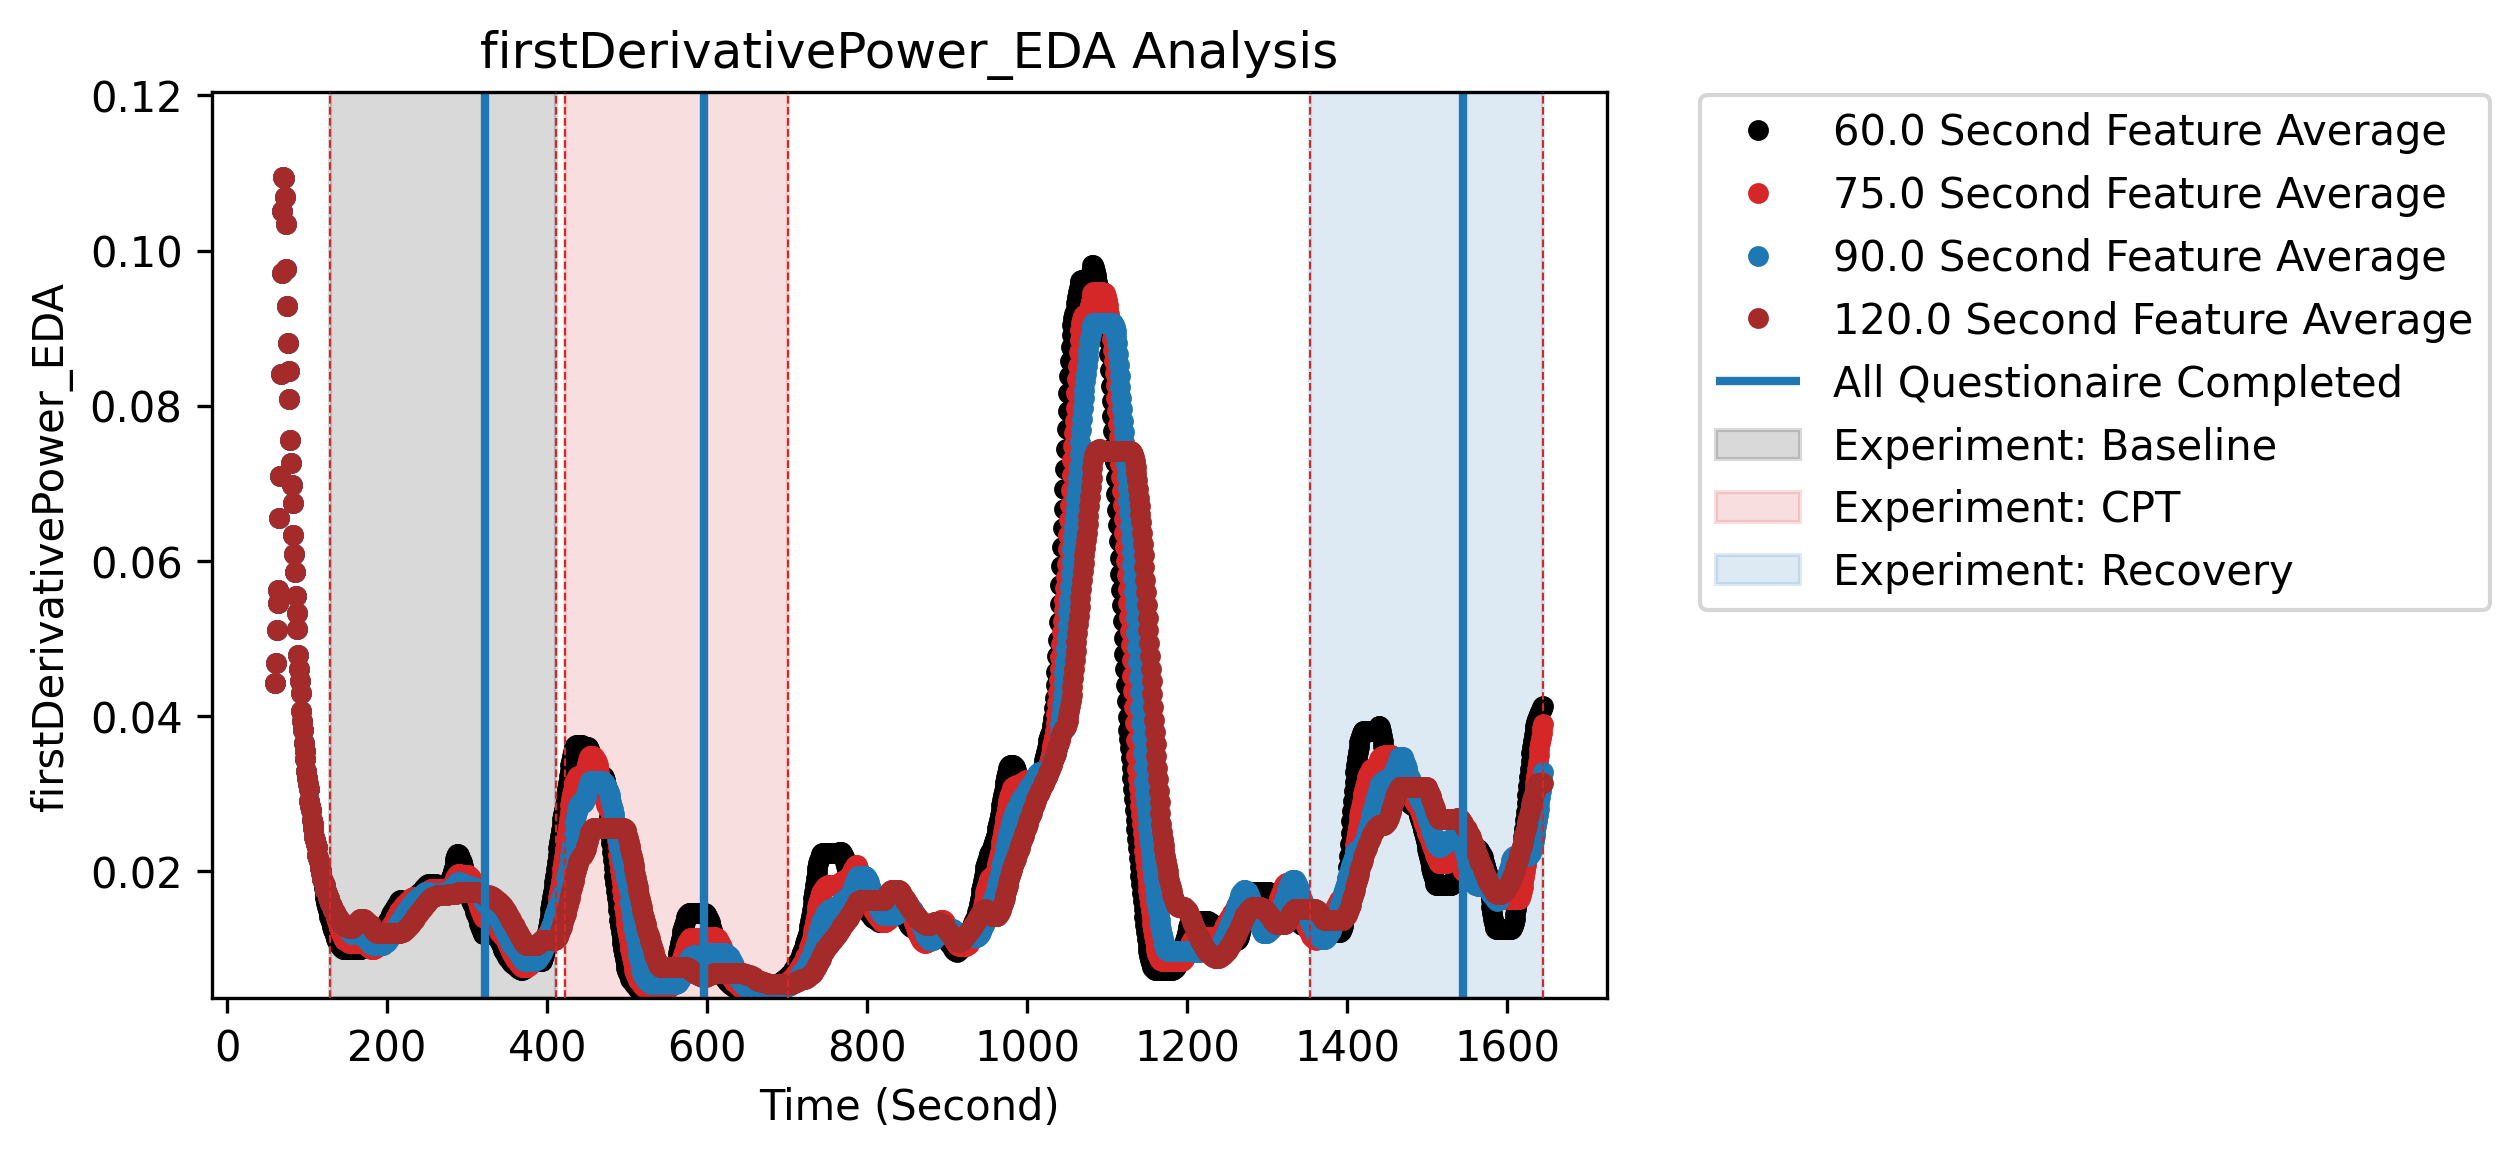 firstDerivativePower_EDA Analysis
firstDerivativePower_EDA
0.12
0.10
0.08
0.06
0.04
0.02
0 200 400 600 800 1000 1200 1400 1600
Time (Second)
60.0 Second Feature Average
75.0 Second Feature Average
90.0 Second Feature Average
120.0 Second Feature Average
All Questionaire Completed
Experiment: Baseline
Experiment: CPT
Experiment: Recovery